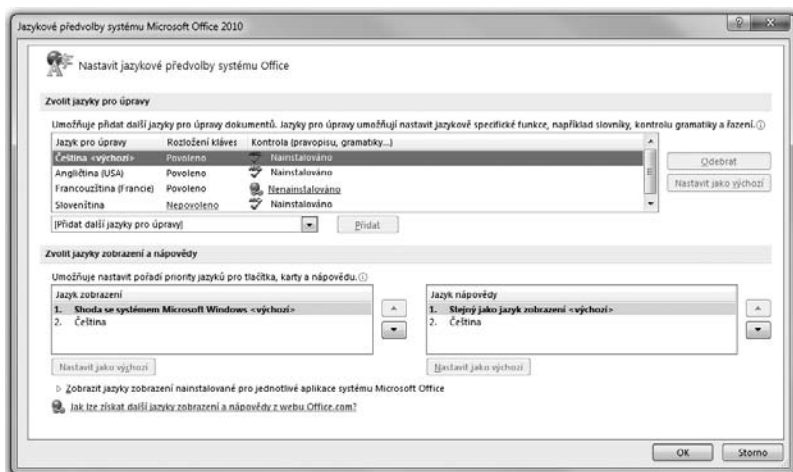 Jazykové předvolby systému Microsoft Office 2010
Nastavit jazykové předvolby systému Office
Zvolit jazyky pro úpravy
Umožňuje přidat další jazyky pro úpravy dokumentů. Jazyky pro úpravy umožňují nastavit jazykově specifické funkce, například slovníky, kontrolu gramatiky a řazení.
Jazyk pro úpravy Rozložení kláves Kontrola (pravopisu, gramatiky...)
Čeština <výchozí> Povoleno Nainstalováno
Angličtina (USA) Povoleno Nainstalováno
Francouzština (Francie) Povoleno Nenainstalováno
Slovenština Nepovoleno Nainstalováno
Odebrat
Nastavit jako výchozí
[Přidat další jazyky pro úpravy] Přidat
Zvolit jazyky zobrazení a nápovědy
Umožňuje nastavit pořadí priority jazyků pro tlačítka, karty a nápovědu.
Jazyk zobrazení
1. Shoda se systémem Microsoft Windows <výchozí>
2. Čeština
Nastavit jako výchozí
Jazyk nápovědy
1. Stejný jako jazyk zobrazení <výchozí>
2. Čeština
Nastavit jako výchozí
Zobrazit jazyky zobrazení nainstalované pro jednotlivé aplikace systému Microsoft Office
Jak lze získat další jazyky zobrazení a nápovědy z webu Office.com?
OK Storno